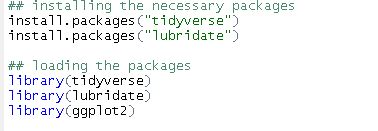 ## installing the necessary packages
install.packages("tidyverse")
install.packages("lubridate")
## loading the packages
library(tidyverse)
library(lubridate)
library(ggplot2)